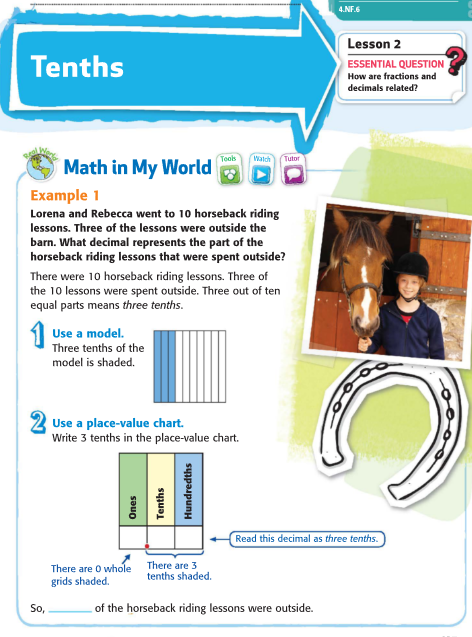 4.NF.6
Tenths
Lesson 2
ESSENTIAL QUESTION
How are fractions and
decimals related?
?
Real World
Math in My World
Tools
Watch
Tutor
Example 1
Lorena and Rebecca went to 10 horseback riding
lessons. Three of the lessons were outside the
barn. What decimal represents the part of the
horseback riding lessons that were spent outside?
There were 10 horseback riding lessons. Three of
the 10 lessons were spent outside. Three out of ten
equal parts means three tenths.
1
Use a model.
Three tenths of the
model is shaded.
2
Use a place-value chart.
Write 3 tenths in the place-value chart.
Ones
Tenths
Hundredths
Read this decimal as three tenths.
There are 0 whole
grids shaded.
There are 3
tenths shaded.
So, ________ of the horseback riding lessons were outside.